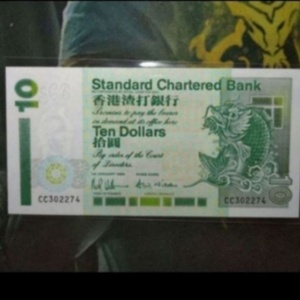 10
Standard Chartered Bank
香港渣打銀行
Promises to pay the bearer
on demand at its office here
Ten Dollars
拾圓
By order of the Court
of Directors
CC302274
CC302274